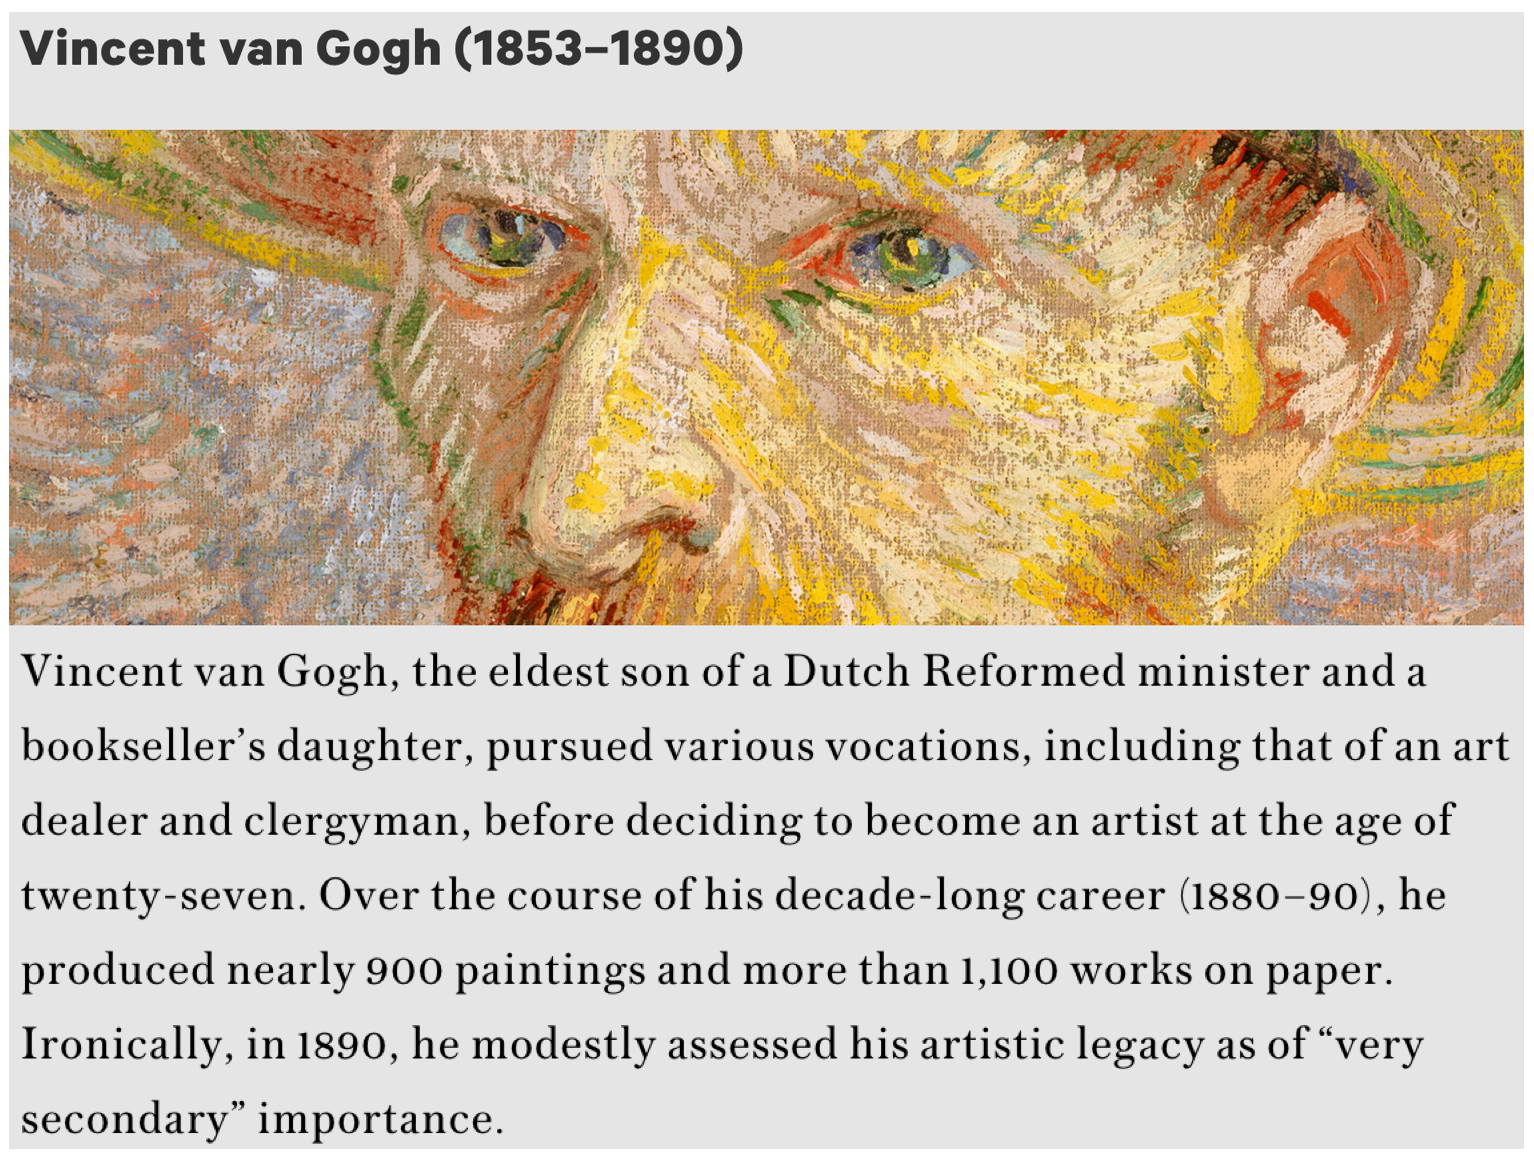 Vincent van Gogh (1853–1890)
Vincent van Gogh, the eldest son of a Dutch Reformed minister and a
bookseller’s daughter, pursued various vocations, including that of an art
dealer and clergyman, before deciding to become an artist at the age of
twenty-seven. Over the course of his decade-long career (1880–90), he
produced nearly 900 paintings and more than 1,100 works on paper.
Ironically, in 1890, he modestly assessed his artistic legacy as of “very
secondary” importance.